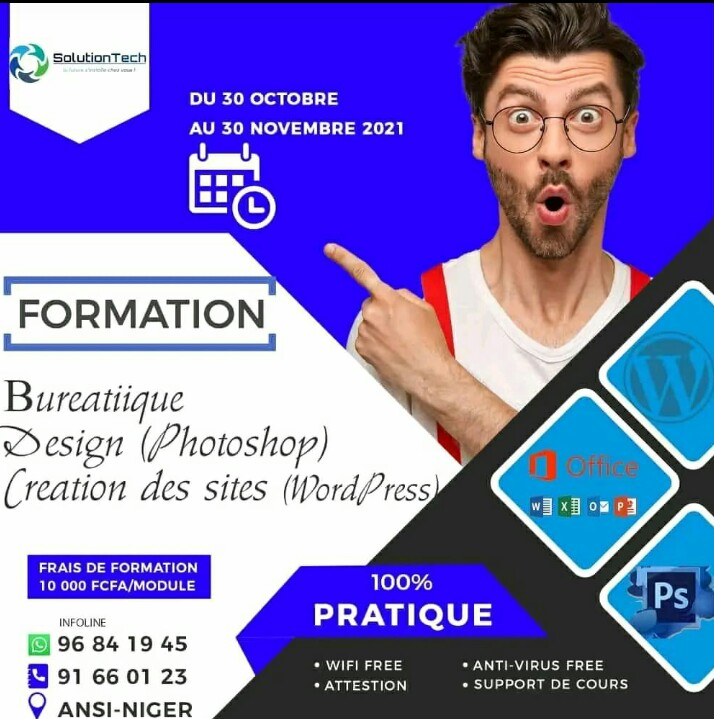 SolutionTech
DU 30 OCTOBRE
AU 30 NOVEMBRE 2021
FORMATION
Bureatiique
Design (Photoshop)
Creation des sites (WordPress)
Office
Ps
FRAIS DE FORMATION
10 000 FCFA/MODULE
INFOLINE
96 84 19 45
91 66 01 23
ANSI-NIGER
100%
PRATIQUE
• WIFI FREE
• ATTESTION
• ANTI-VIRUS FREE
• SUPPORT DE COURS